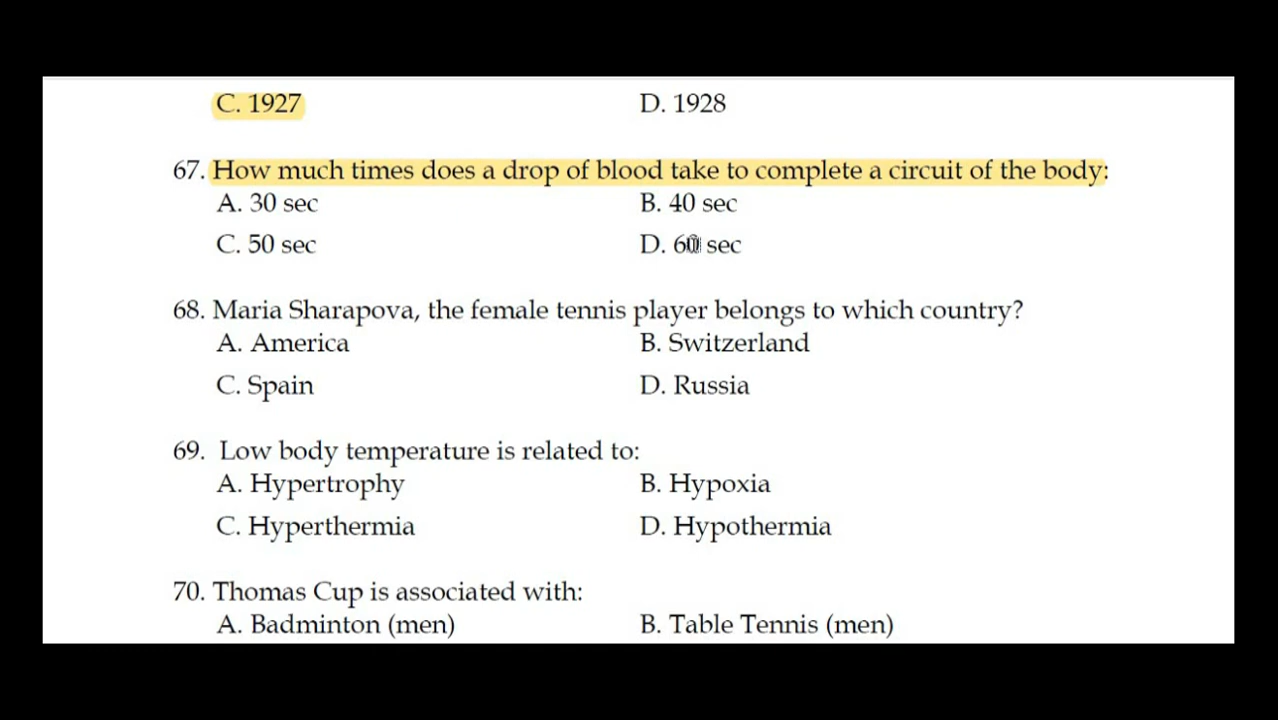 C. 1927 D. 1928
67. How much times does a drop of blood take to complete a circuit of the body:
A. 30 sec B. 40 sec
C. 50 sec D. 60 sec
68. Maria Sharapova, the female tennis player belongs to which country?
A. America B. Switzerland
C. Spain D. Russia
69. Low body temperature is related to:
A. Hypertrophy B. Hypoxia
C. Hyperthermia D. Hypothermia
70. Thomas Cup is associated with:
A. Badminton (men) B. Table Tennis (men)